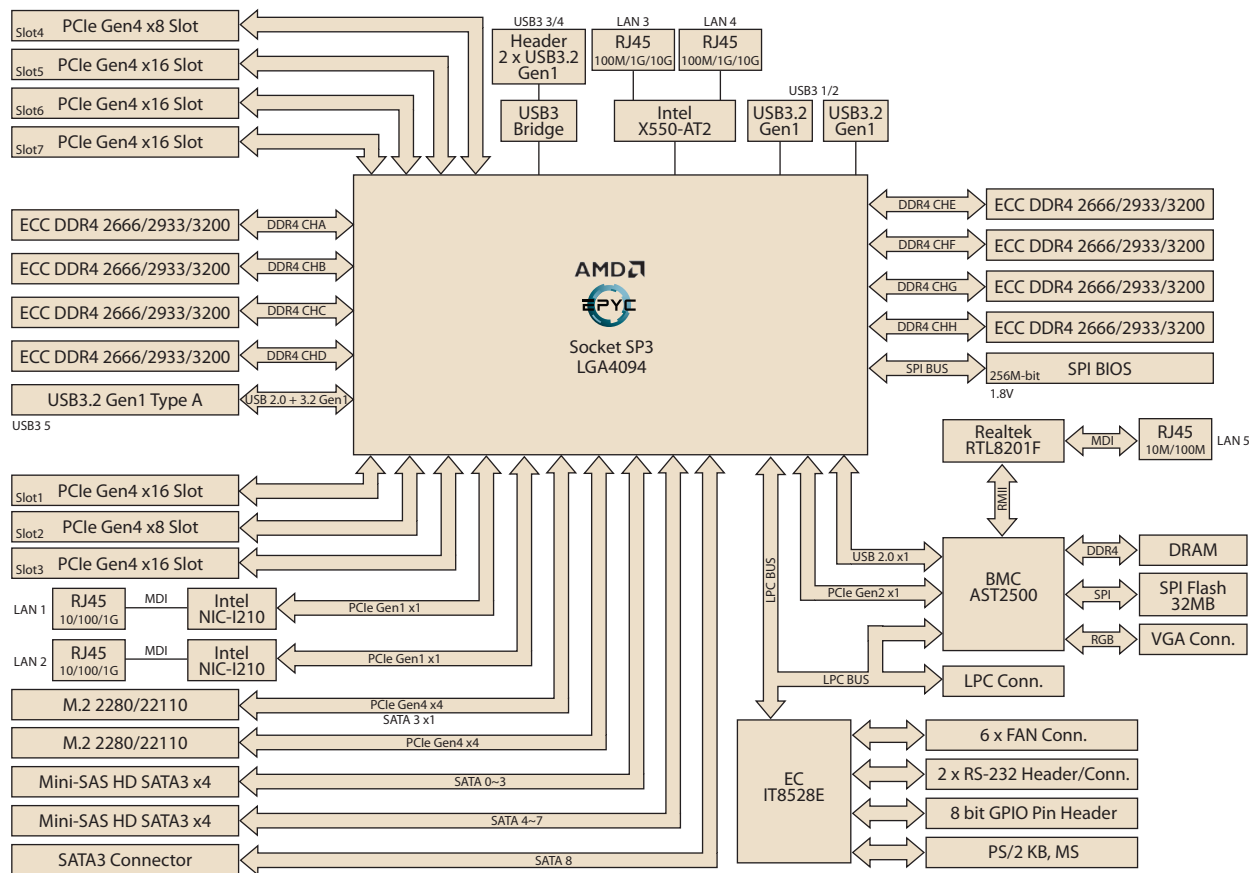 Slot4 PCIe Gen4 x8 Slot
Slot5 PCIe Gen4 x16 Slot
Slot6 PCIe Gen4 x16 Slot
Slot7 PCIe Gen4 x16 Slot
USB3 3/4
Header
2 x USB3.2
Gen1
USB3
Bridge
LAN 3
RJ45
100M/1G/10G
LAN 4
RJ45
100M/1G/10G
Intel
X550-AT2
USB3 1/2
USB3.2
Gen1
USB3.2
Gen1
ECC DDR4 2666/2933/3200
DDR4 CHA
ECC DDR4 2666/2933/3200
DDR4 CHB
ECC DDR4 2666/2933/3200
DDR4 CHC
ECC DDR4 2666/2933/3200
DDR4 CHD
USB3.2 Gen1 Type A
USB 2.0 + 3.2 Gen1
USB3 5
AMD
EPYC
Socket SP3
LGA4094
DDR4 CHE
ECC DDR4 2666/2933/3200
DDR4 CHF
ECC DDR4 2666/2933/3200
DDR4 CHG
ECC DDR4 2666/2933/3200
DDR4 CHH
ECC DDR4 2666/2933/3200
SPI BUS
256M-bit SPI BIOS
1.8V
Realtek
RTL8201F
MDI
RJ45
10M/100M
LAN 5
RMII
Slot1 PCIe Gen4 x16 Slot
Slot2 PCIe Gen4 x8 Slot
Slot3 PCIe Gen4 x16 Slot
LAN 1
RJ45
10/100/1G
MDI
Intel
NIC-I210
PCIe Gen1 x1
LAN 2
RJ45
10/100/1G
MDI
Intel
NIC-I210
PCIe Gen1 x1
M.2 2280/22110
PCIe Gen4 x4
SATA 3 x1
M.2 2280/22110
PCIe Gen4 x4
Mini-SAS HD SATA3 x4
SATA 0~3
Mini-SAS HD SATA3 x4
SATA 4~7
SATA3 Connector
SATA 8
LPC BUS
USB 2.0 x1
PCIe Gen2 x1
BMC
AST2500
DDR4
DRAM
SPI
SPI Flash
32MB
RGB
VGA Conn.
LPC BUS
LPC Conn.
EC
IT8528E
6 x FAN Conn.
2 x RS-232 Header/Conn.
8 bit GPIO Pin Header
PS/2 KB, MS